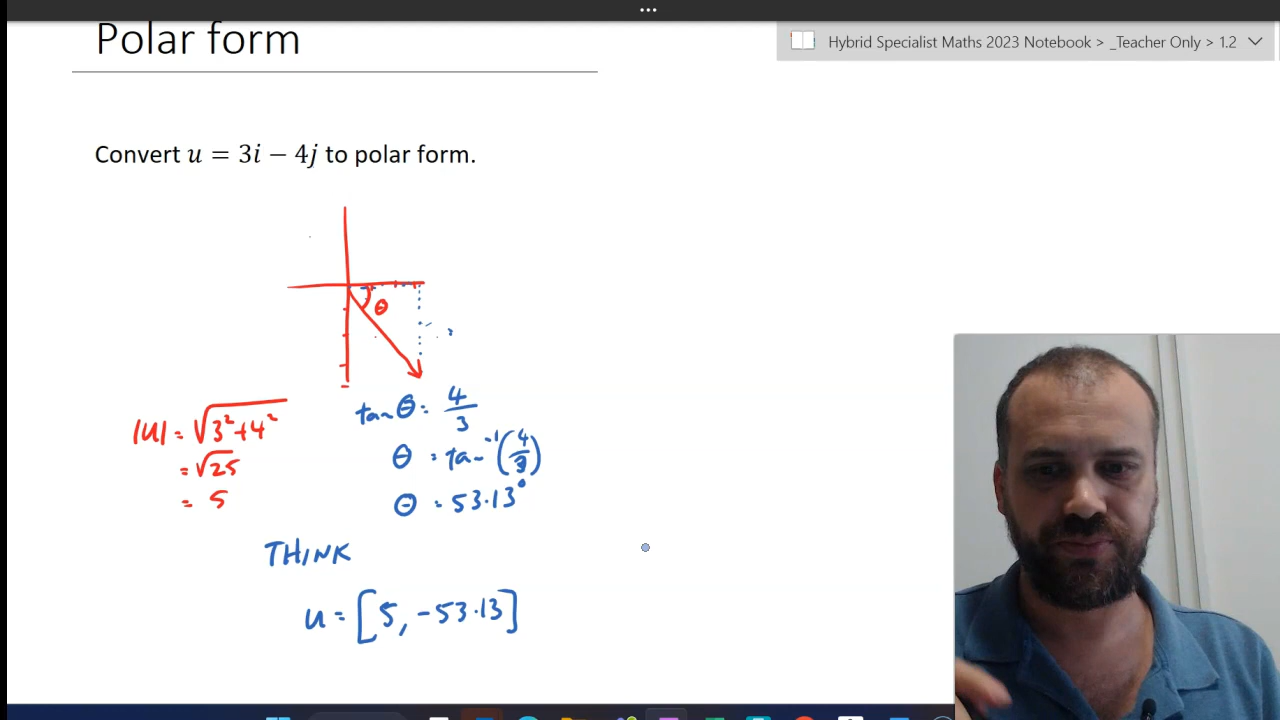 •••
Polar form
Hybrid Specialist Maths 2023 Notebook > _Teacher Only > 1.2
Convert u = 3i − 4j to polar form.
θ
|u| = √3²+4²
= √25
= 5
tan θ = 4/3
θ = tan⁻¹(4/3)
θ = 53.13°
THINK
u = [5, -53.13]